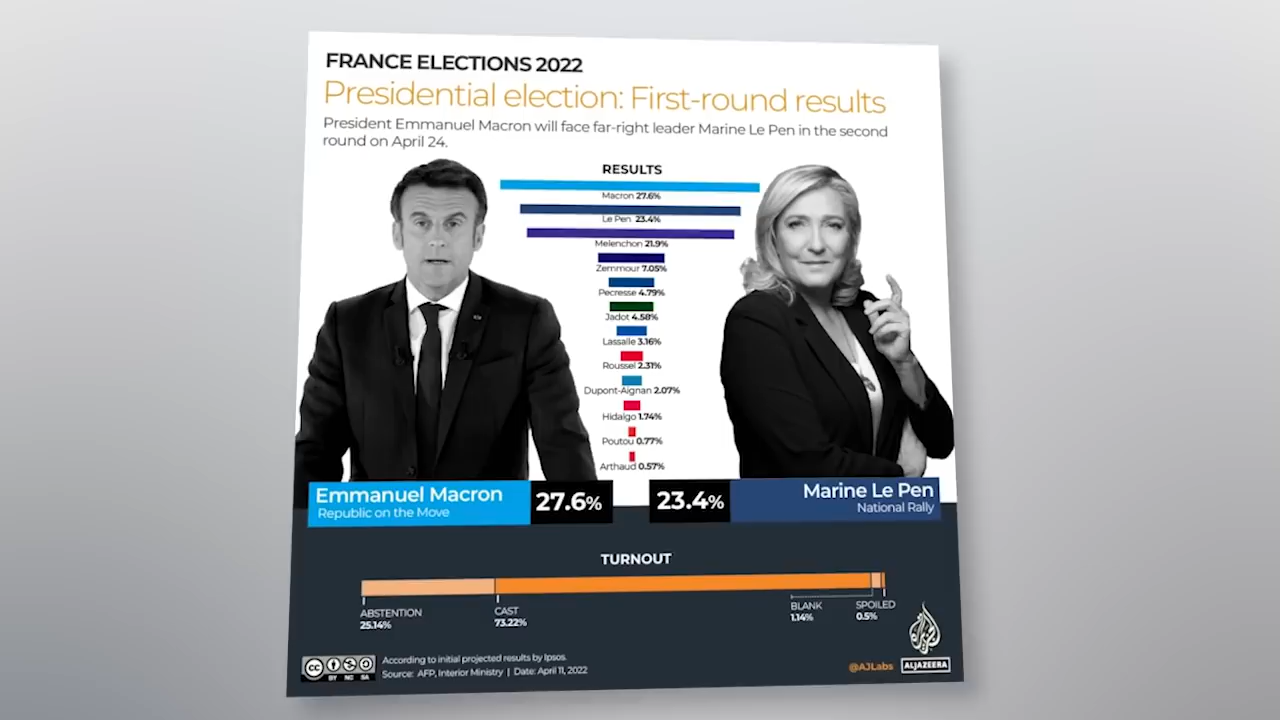 FRANCE ELECTIONS 2022
Presidential election: First-round results
President Emmanuel Macron will face far-right leader Marine Le Pen in the second
round on April 24.
RESULTS
Macron 27.6%
Le Pen 23.4%
Melenchon 21.9%
Zemmour 7.05%
Pecresse 4.79%
Jadot 4.58%
Lassalle 3.16%
Roussel 2.31%
Dupont-Aignan 2.07%
Hidalgo 1.74%
Poutou 0.77%
Arthaud 0.57%
Emmanuel Macron
Republic on the Move
27.6%
23.4%
Marine Le Pen
National Rally
TURNOUT
ABSTENTION
25.14%
CAST
73.22%
BLANK
1.14%
SPOILED
0.5%
CC BY NC SA
According to initial projected results by Ipsos.
Source: AFP, Interior Ministry | Date: April 11, 2022
@AJLabs
ALJAZEERA